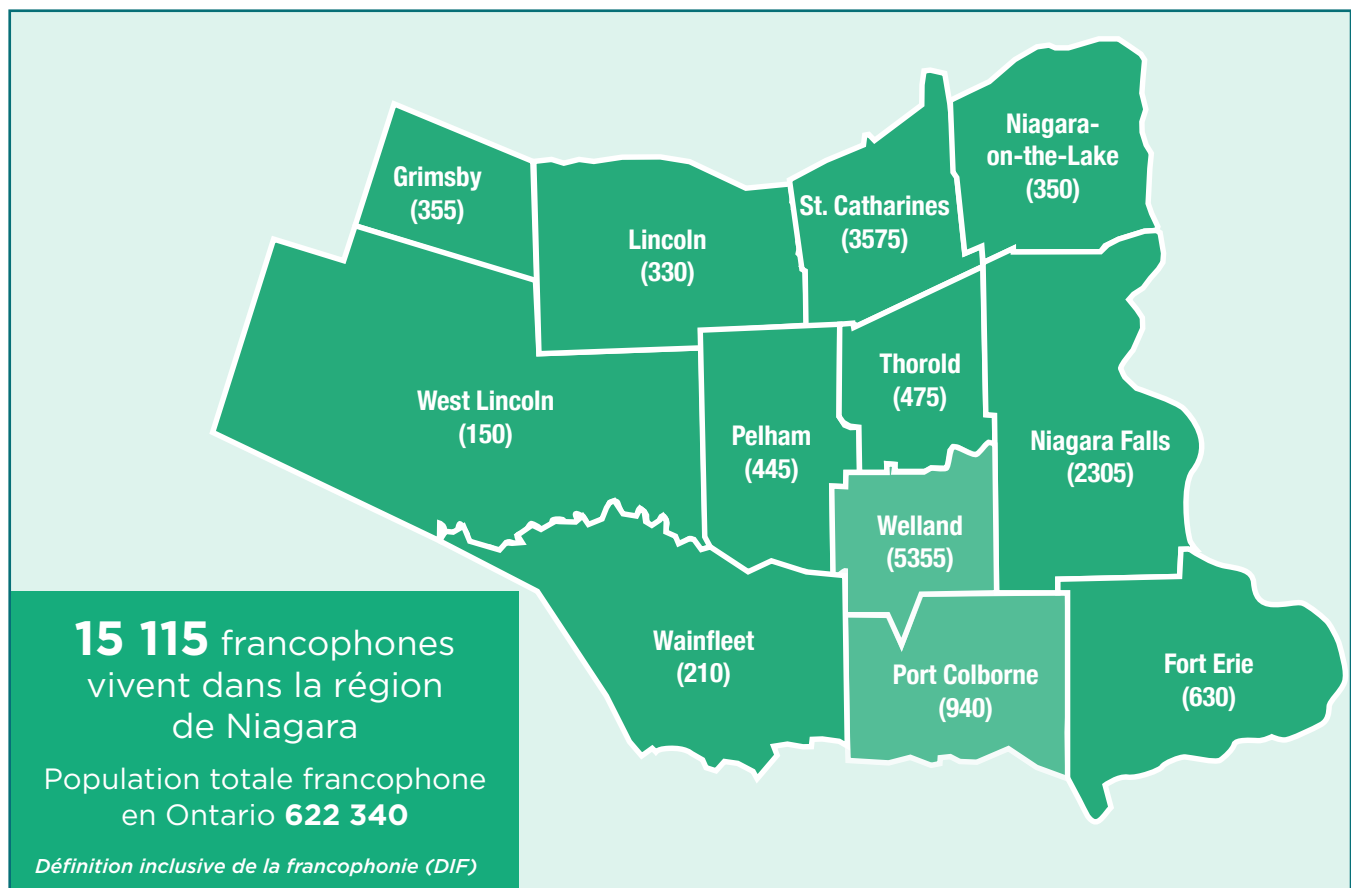 Niagara-
on-the-Lake
(350)
Grimsby
(355)
St. Catharines
(3575)
Lincoln
(330)
Thorold
(475)
West Lincoln
(150)
Pelham
(445)
Niagara Falls
(2305)
Welland
(5355)
Wainfleet
(210)
Port Colborne
(940)
Fort Erie
(630)
15 115 francophones
vivent dans la région
de Niagara
Population totale francophone
en Ontario 622 340
Définition inclusive de la francophonie (DIF)